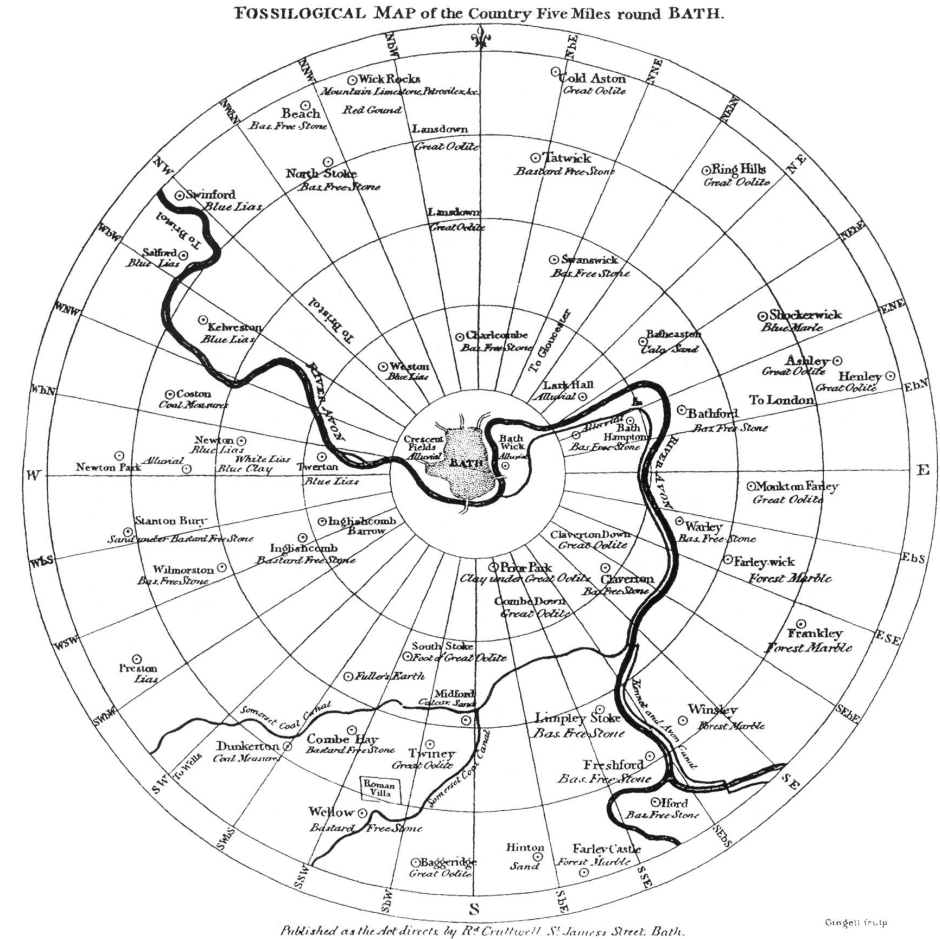 FOSSILOGICAL MAP of the Country Five Miles round BATH.
NbW
NbE
NNW
NNE
NWbN
NEbN
NW
NE
WbW
NEbE
WNW
ENE
WbN
EbN
W
E
WbS
EbS
WSW
ESE
SWbW
SEbE
SW
SE
SWbS
SEbS
SSW
SSE
SbW
SbE
S
Wick Rocks
Mountain Limestone, Petrosilex &c.
Red Gound
Cold Aston
Great Oolite
Beach
Bas. Free Stone
Lansdown
Great Oolite
Tatwick
Bastard Free Stone
Ring Hills
Great Oolite
North Stoke
Bas. Free Stone
Swinford
Blue Lias
To Bristol
Lansdown
Great Oolite
Salford
Blue Lias
Swanswick
Bas. Free Stone
Kelweston
Blue Lias
To Bristol
Charlcombe
Bas. Free Stone
To Gloucester
Batheaston
Calc Sand
Shockerwick
Blue Marle
Ashley
Great Oolite
Henley
Great Oolite
Weston
Blue Lias
Lark Hall
Alluvial
Coston
Coal Measures
RIVER AVON
To London
Bathford
Bas. Free Stone
Alluvial
Bath
Hampton
Bas. Free Stone
Newton
Blue Lias
White Lias
Blue Clay
Newton Park
Alluvial
Twerton
Blue Lias
Crescent
Fields
Alluvial
BATH
Bath
Wick
Alluvial
RIVER AVON
Moukton Farley
Great Oolite
Stanton Bury
Sand under Bastard Free Stone
Inglishcomb
Barrow
Inglishcomb
Bastard Free Stone
Claverton Down
Great Oolite
Warley
Bas. Free Stone
Wilmorston
Bas. Free Stone
Prior Park
Clay under Great Oolite
Claverton
Bas. Free Stone
Farley-wick
Forest Marble
Combe Down
Great Oolite
Frankley
Forest Marble
Preston
Lias
South Stoke
Foot of Great Oolite
Fuller's Earth
Midford
Calcar Sand
Somerset Coal Canal
Kennet and Avon Canal
Limpley Stoke
Bas. Free Stone
Winsley
Forest Marble
To Wells
Dunkerton
Coal Measures
Combe Hay
Bastard Free Stone
Twiney
Great Oolite
Somerset Coal Canal
Freshford
Bas. Free Stone
Roman
Villa
Iford
Bas. Free Stone
Wellow
Bastard Free Stone
Baggeridge
Great Oolite
Hinton
Sand
Farley Castle
Forest Marble
Published as the Act directs by Rd. Cruttwell St. James's Street, Bath.
Gingell sculp